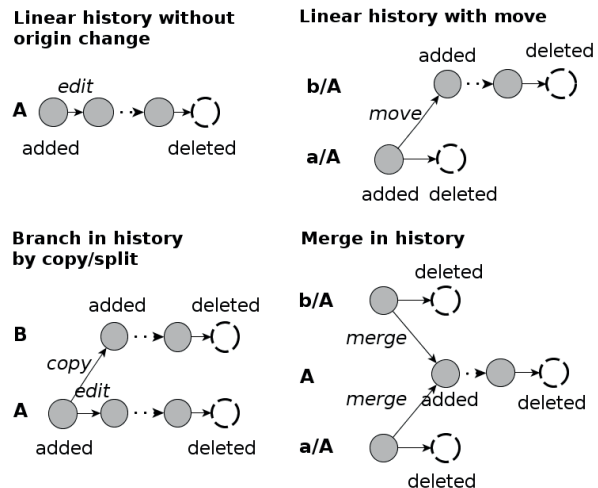 Linear history without
origin change
edit
A
added
deleted
Linear history with move
added
deleted
b/A
move
a/A
added
deleted
Branch in history
by copy/split
added
deleted
B
copy
edit
A
added
deleted
Merge in history
deleted
b/A
merge
A
merge
added
deleted
a/A
deleted